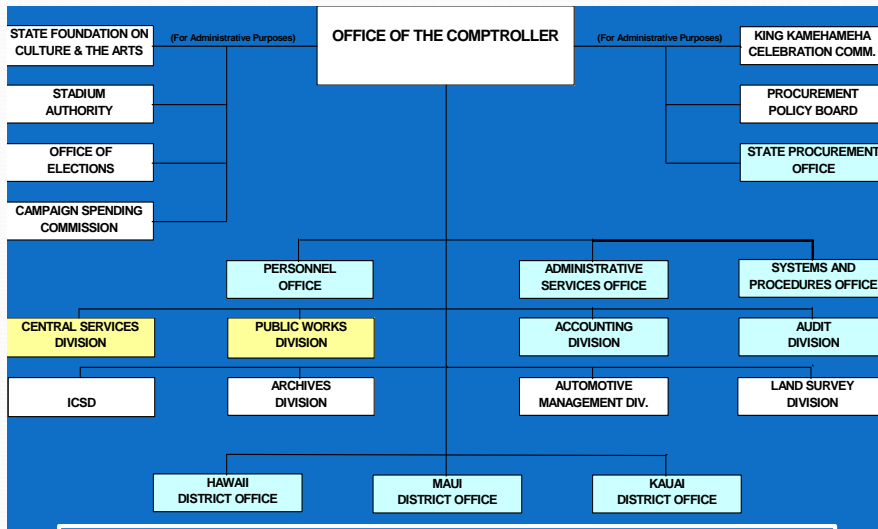 STATE FOUNDATION ON
CULTURE & THE ARTS
(For Administrative Purposes)
OFFICE OF THE COMPTROLLER
(For Administrative Purposes)
KING KAMEHAMEHA
CELEBRATION COMM.
STADIUM
AUTHORITY
PROCUREMENT
POLICY BOARD
OFFICE OF
ELECTIONS
STATE PROCUREMENT
OFFICE
CAMPAIGN SPENDING
COMMISSION
PERSONNEL
OFFICE
ADMINISTRATIVE
SERVICES OFFICE
SYSTEMS AND
PROCEDURES OFFICE
CENTRAL SERVICES
DIVISION
PUBLIC WORKS
DIVISION
ACCOUNTING
DIVISION
AUDIT
DIVISION
ICSD
ARCHIVES
DIVISION
AUTOMOTIVE
MANAGEMENT DIV.
LAND SURVEY
DIVISION
HAWAII
DISTRICT OFFICE
MAUI
DISTRICT OFFICE
KAUAI
DISTRICT OFFICE